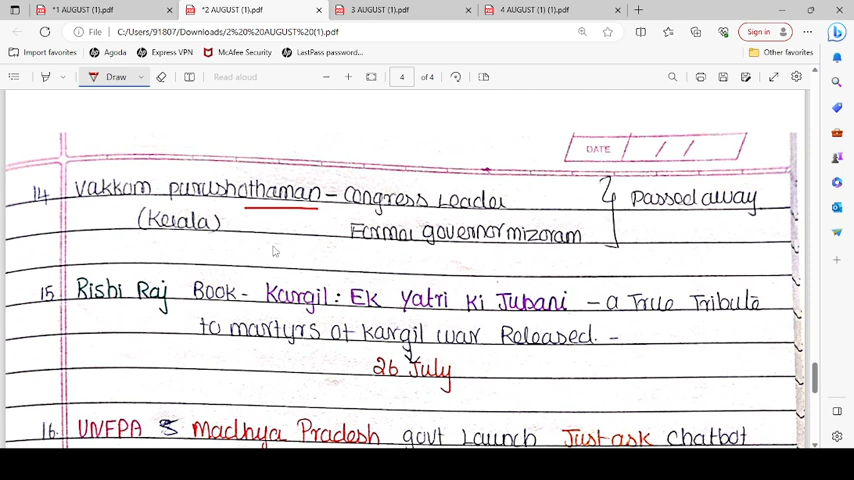 *1 AUGUST (1).pdf
*2 AUGUST (1).pdf
3 AUGUST (1).pdf
4 AUGUST (1).pdf
File
C:/Users/91807/Downloads/2%20%20AUGUST%20(1).pdf
Sign in
Import favorites
Agoda
Express VPN
McAfee Security
LastPass password...
Other favorites
Draw
Read aloud
4
of 4
DATE
14 Vakkom purushothaman - Congress Leader } Passed away
(Kerala) Formal governor mizoram
15 Rishi Raj Book - Kargil: Ek Yatri Ki Jubani - a True Tribute
to martyrs of kargil war Released. -
26 July
16. UNFPA & Madhya Pradesh govt Launch Just ask Chatbot